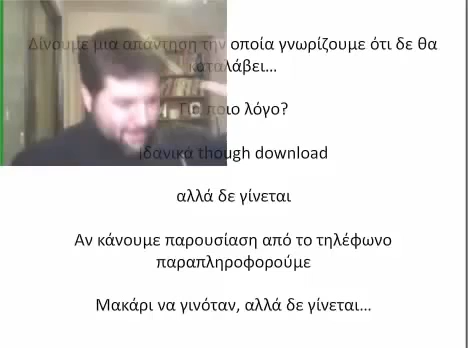 Δίνουμε μια απάντηση την οποία γνωρίζουμε ότι δε θα
καταλάβει…
Για ποιο λόγο?
Ιδανικά though download
αλλά δε γίνεται
Αν κάνουμε παρουσίαση από το τηλέφωνο
παραπληροφορούμε
Μακάρι να γινόταν, αλλά δε γίνεται…